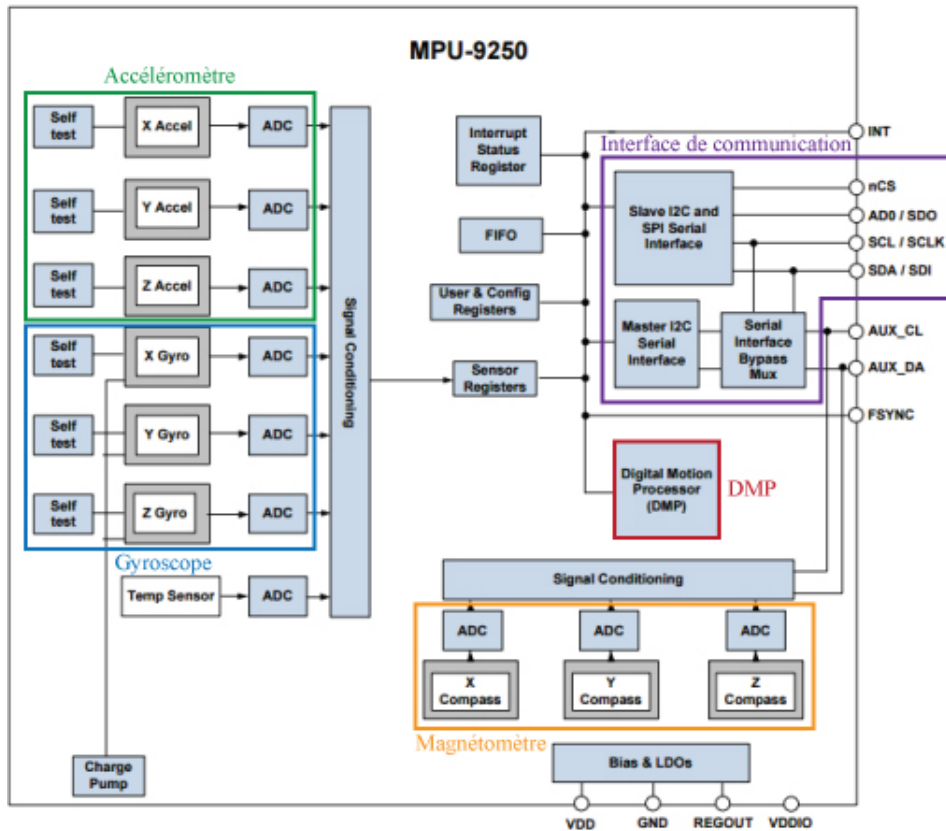 MPU-9250
Accéléromètre
Self
test
X Accel
ADC
Self
test
Y Accel
ADC
Self
test
Z Accel
ADC
Self
test
X Gyro
ADC
Self
test
Y Gyro
ADC
Self
test
Z Gyro
ADC
Gyroscope
Temp Sensor
ADC
Charge
Pump
Signal Conditioning
Interrupt
Status
Register
FIFO
User & Config
Registers
Sensor
Registers
Interface de communication
Slave I2C and
SPI Serial
Interface
Master I2C
Serial
Interface
Serial
Interface
Bypass
Mux
INT
nCS
AD0 / SDO
SCL / SCLK
SDA / SDI
AUX_CL
AUX_DA
FSYNC
Digital Motion
Processor
(DMP)
DMP
Signal Conditioning
ADC
ADC
ADC
X
Compass
Y
Compass
Z
Compass
Magnétomètre
Bias & LDOs
VDD
GND
REGOUT
VDDIO